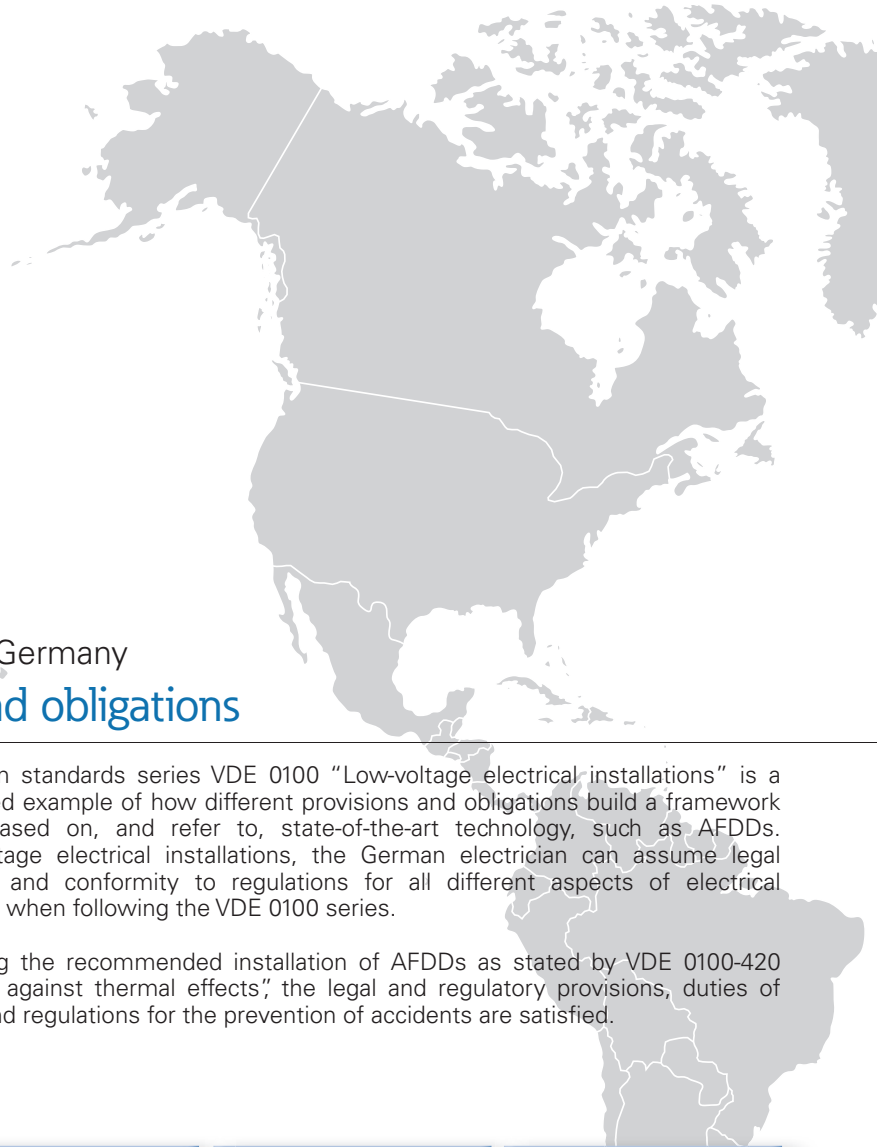 Germany
d obligations
n standards series VDE 0100 “Low-voltage electrical installations” is a
ed example of how different provisions and obligations build a framework
ased on, and refer to, state-of-the-art technology, such as AFDDs.
tage electrical installations, the German electrician can assume legal
and conformity to regulations for all different aspects of electrical
when following the VDE 0100 series.
g the recommended installation of AFDDs as stated by VDE 0100-420
against thermal effects”, the legal and regulatory provisions, duties of
nd regulations for the prevention of accidents are satisfied.